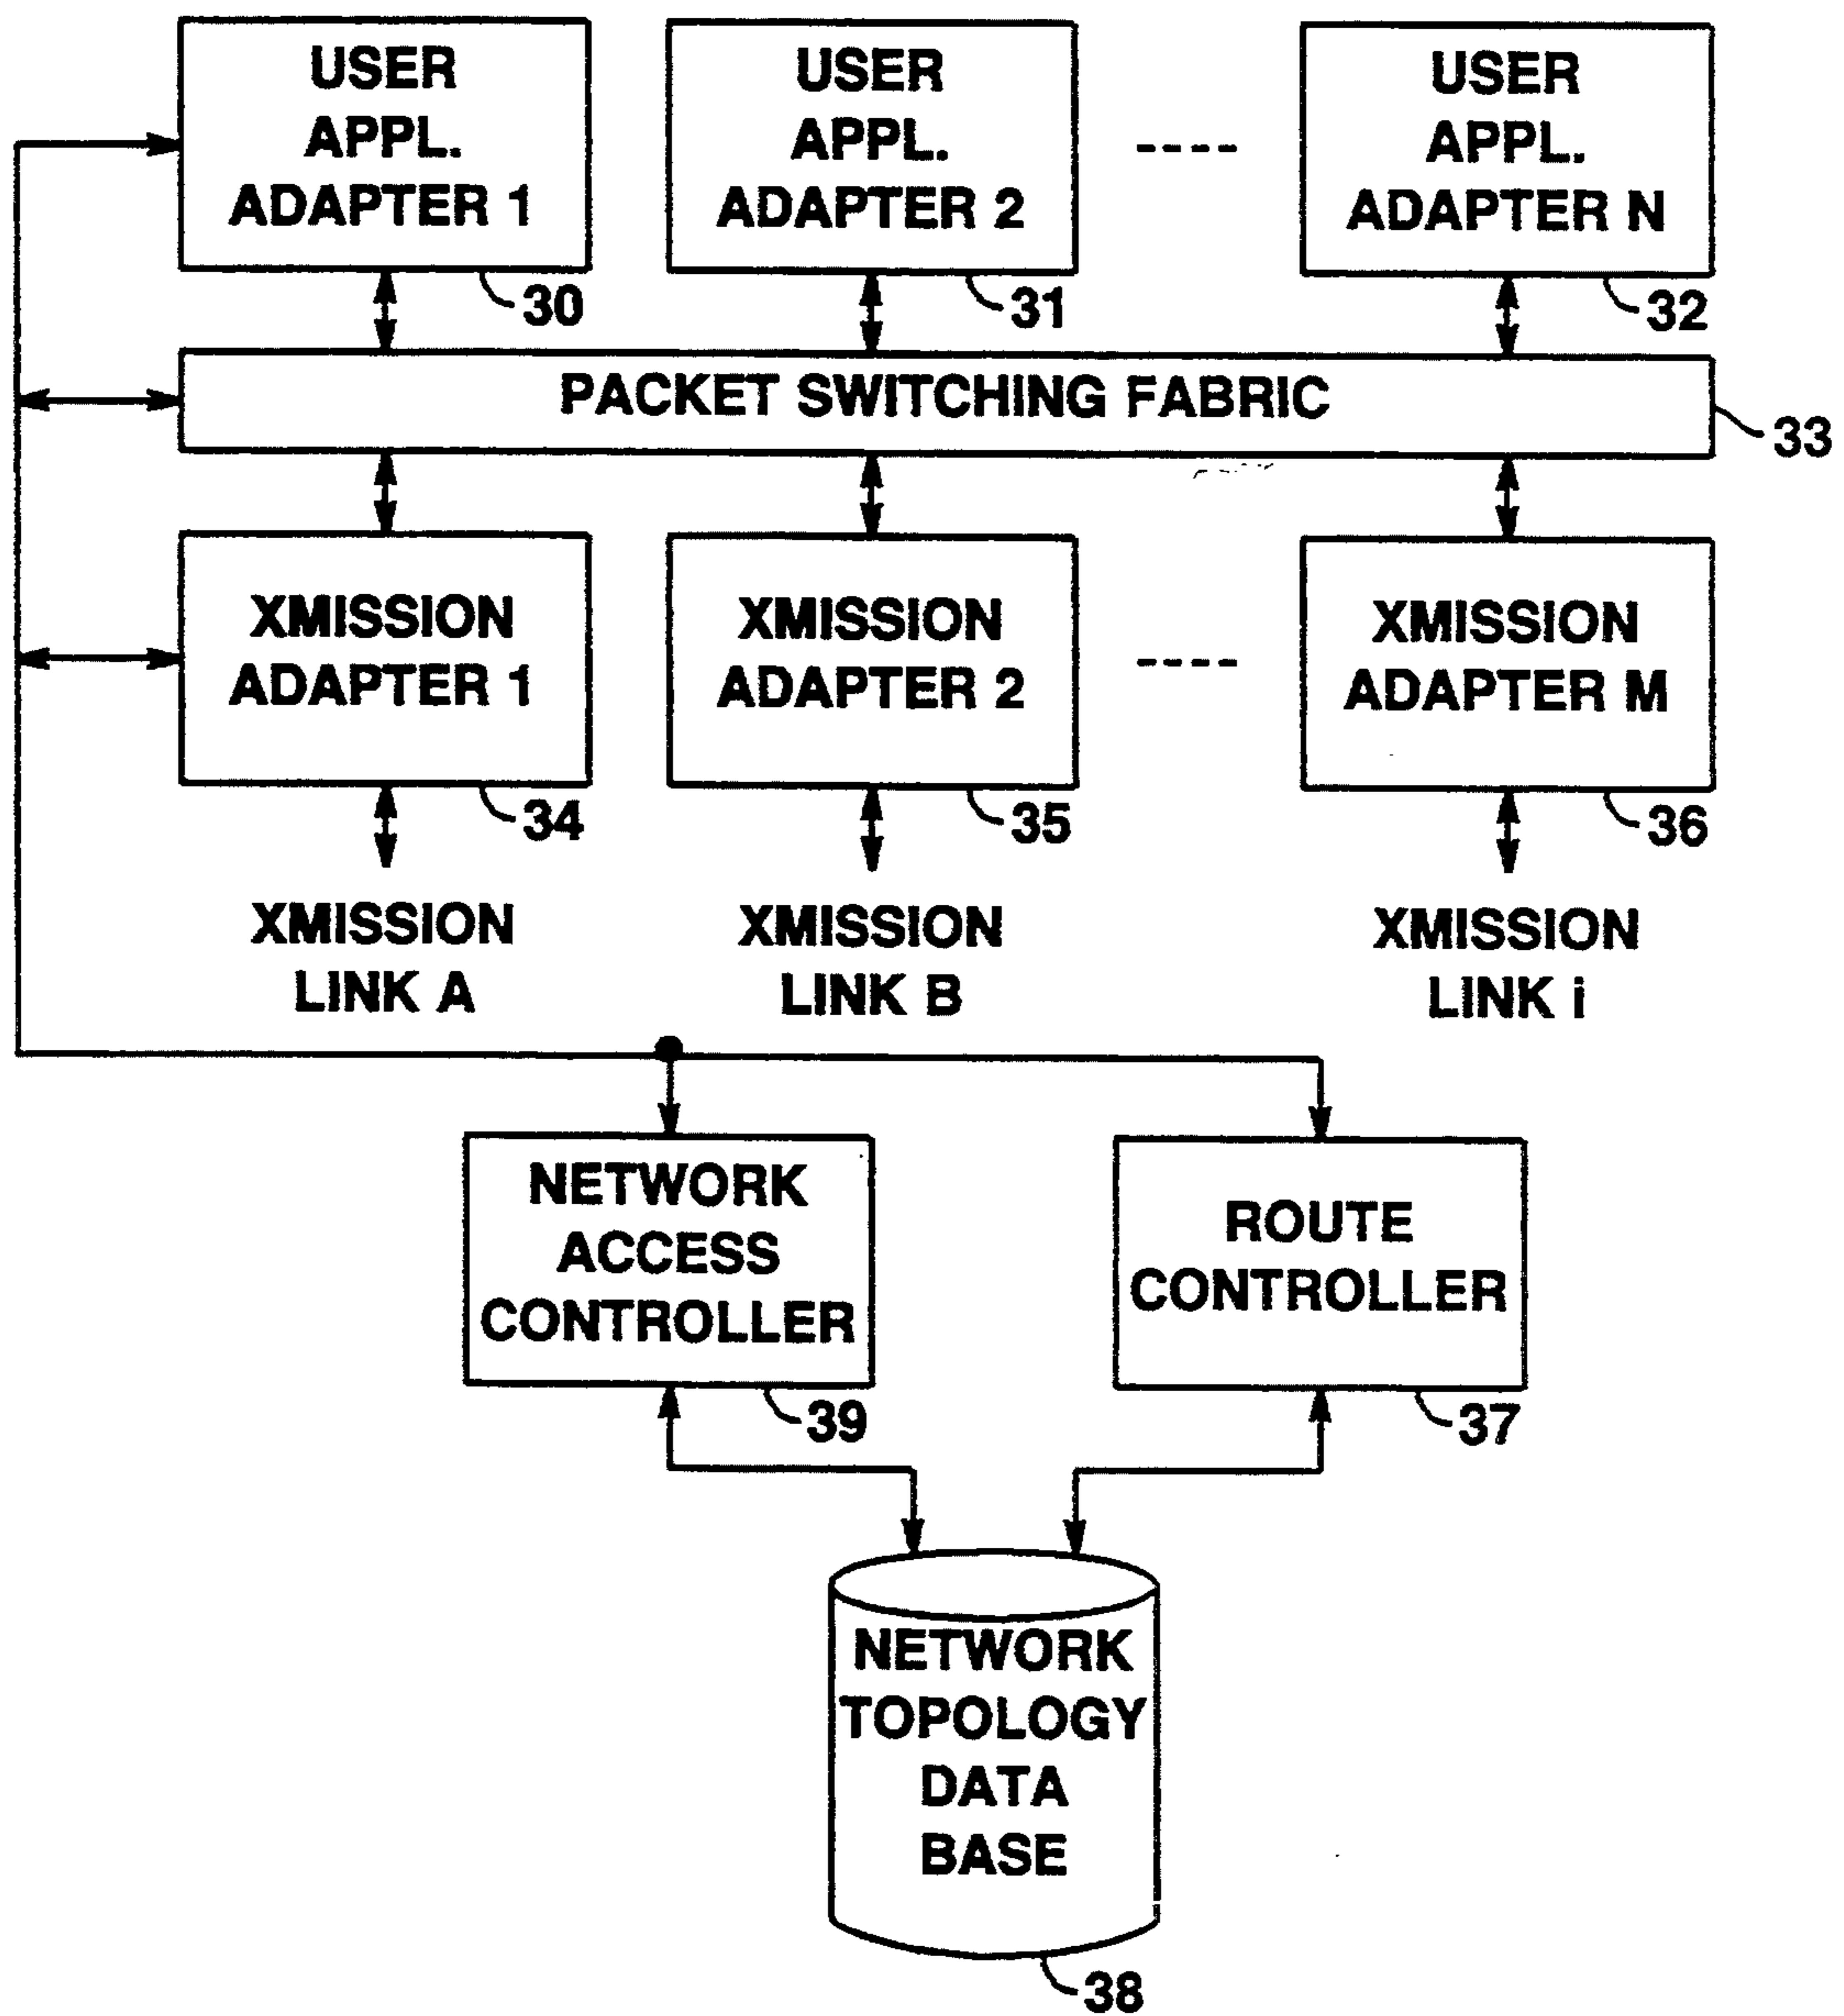 USER
APPL.
ADAPTER 1
30
USER
APPL.
ADAPTER 2
31
----
USER
APPL.
ADAPTER N
32
PACKET SWITCHING FABRIC
33
XMISSION
ADAPTER 1
34
XMISSION
ADAPTER 2
35
----
XMISSION
ADAPTER M
36
XMISSION
LINK A
XMISSION
LINK B
XMISSION
LINK i
NETWORK
ACCESS
CONTROLLER
39
ROUTE
CONTROLLER
37
NETWORK
TOPOLOGY
DATA
BASE
38